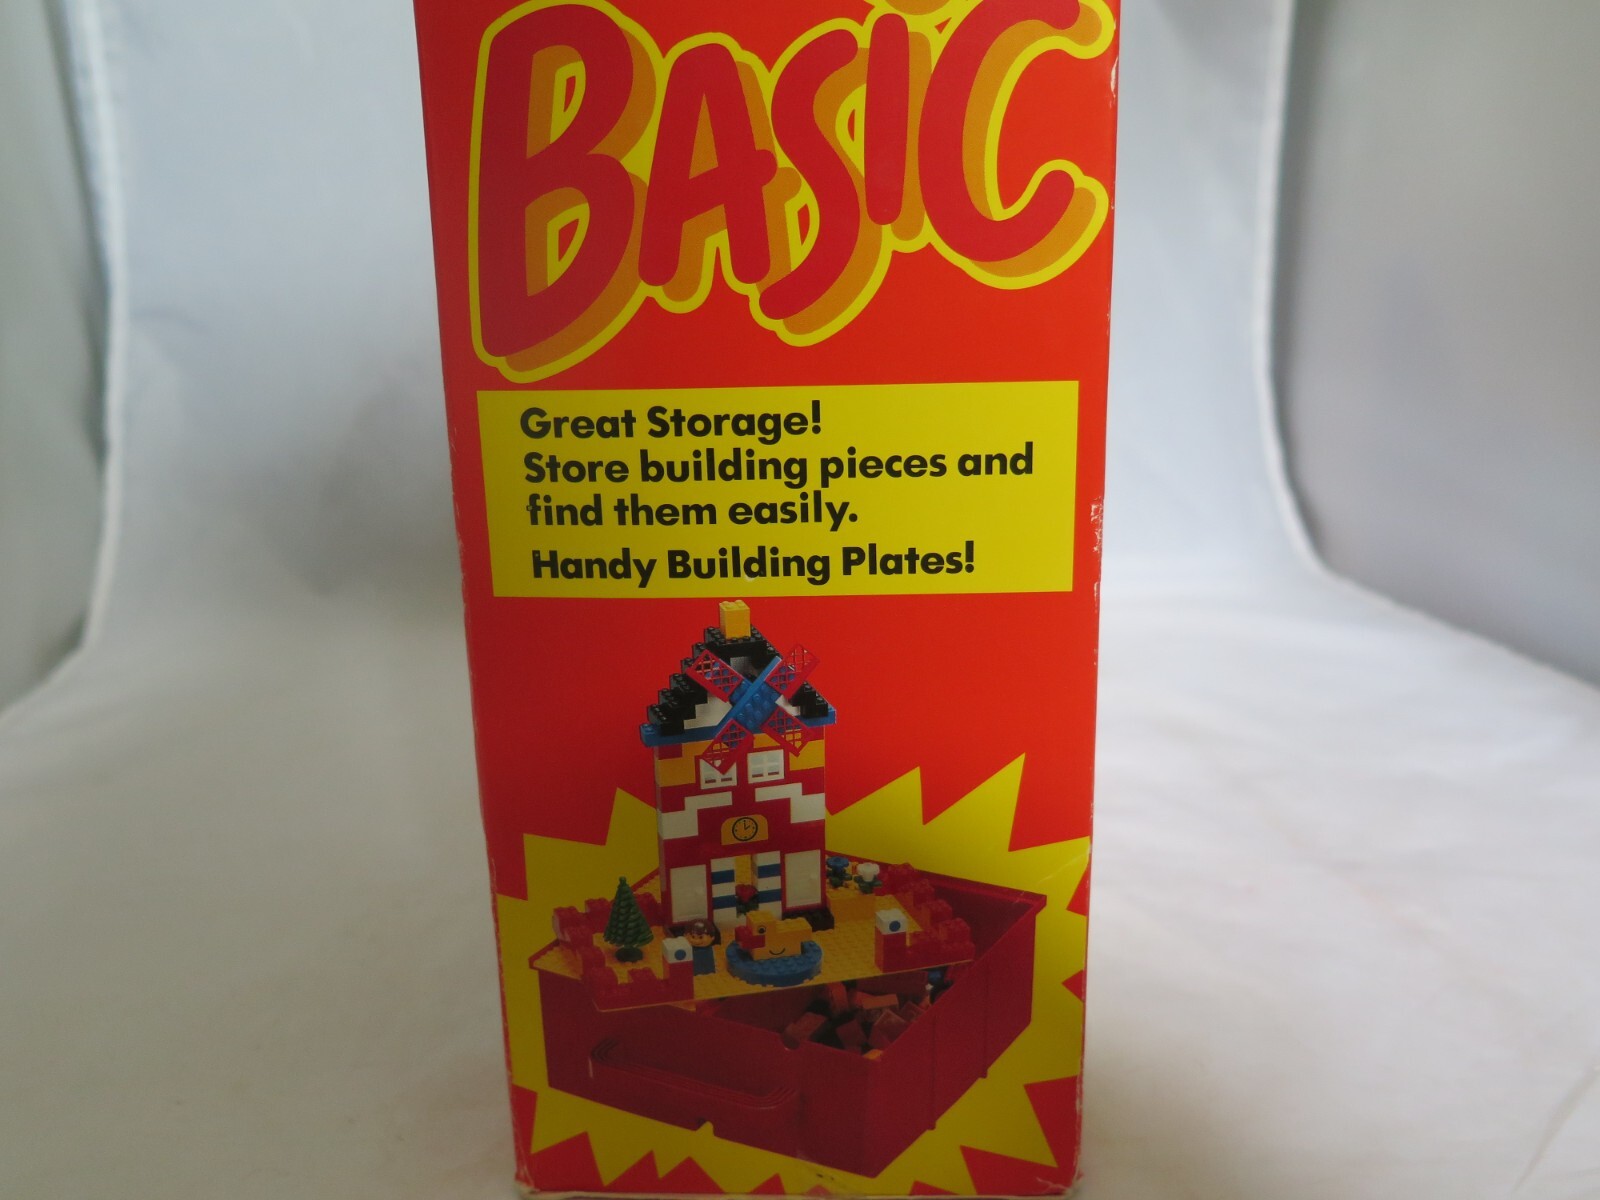 BASIC
Great Storage!
Store building pieces and
find them easily.
Handy Building Plates!